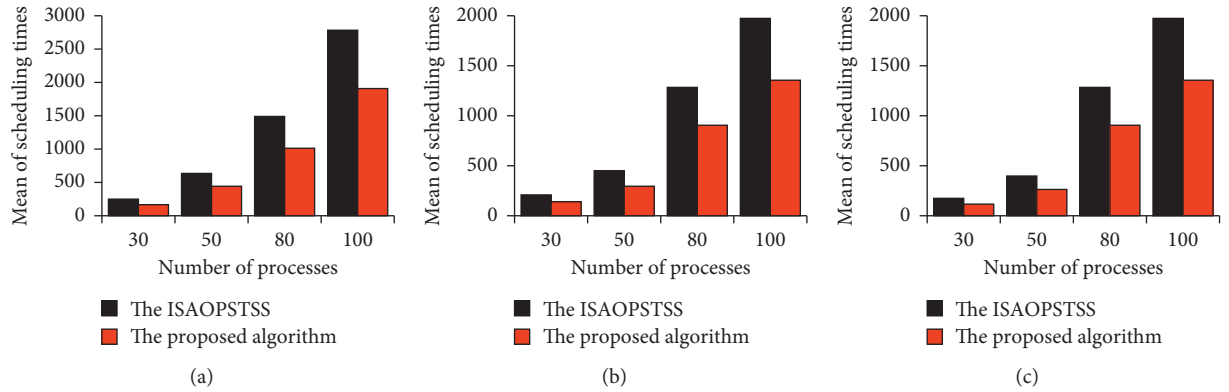 Mean of scheduling times
3000
2500
2000
1500
1000
500
0
30 50 80 100
Number of processes
The ISAOPSTSS
The proposed algorithm
(a)
Mean of scheduling times
2000
1500
1000
500
0
30 50 80 100
Number of processes
The ISAOPSTSS
The proposed algorithm
(b)
Mean of scheduling times
2000
1500
1000
500
0
30 50 80 100
Number of processes
The ISAOPSTSS
The proposed algorithm
(c)